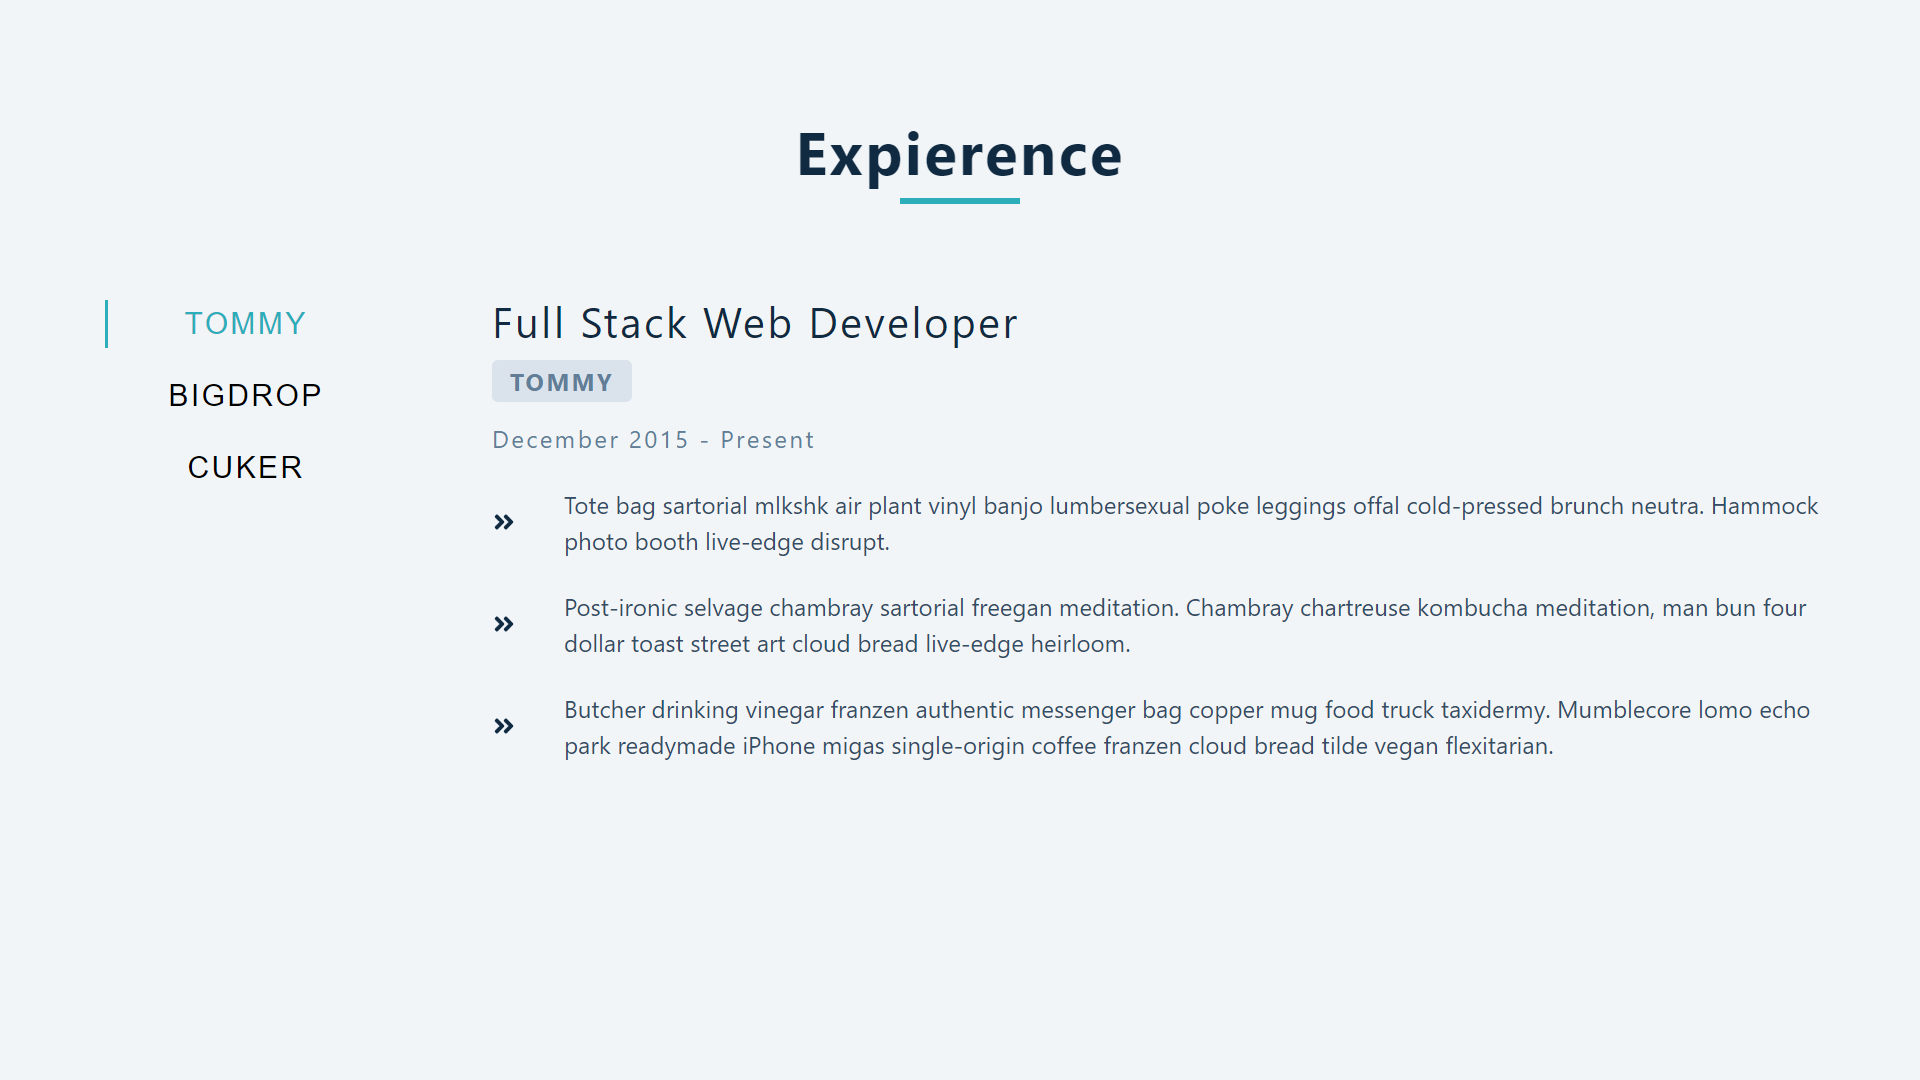 Expierence
TOMMY
BIGDROP
CUKER
Full Stack Web Developer
TOMMY
December 2015 - Present
Tote bag sartorial mlkshk air plant vinyl banjo lumbersexual poke leggings offal cold-pressed brunch neutra. Hammock
photo booth live-edge disrupt.
Post-ironic selvage chambray sartorial freegan meditation. Chambray chartreuse kombucha meditation, man bun four
dollar toast street art cloud bread live-edge heirloom.
Butcher drinking vinegar franzen authentic messenger bag copper mug food truck taxidermy. Mumblecore lomo echo
park readymade iPhone migas single-origin coffee franzen cloud bread tilde vegan flexitarian.